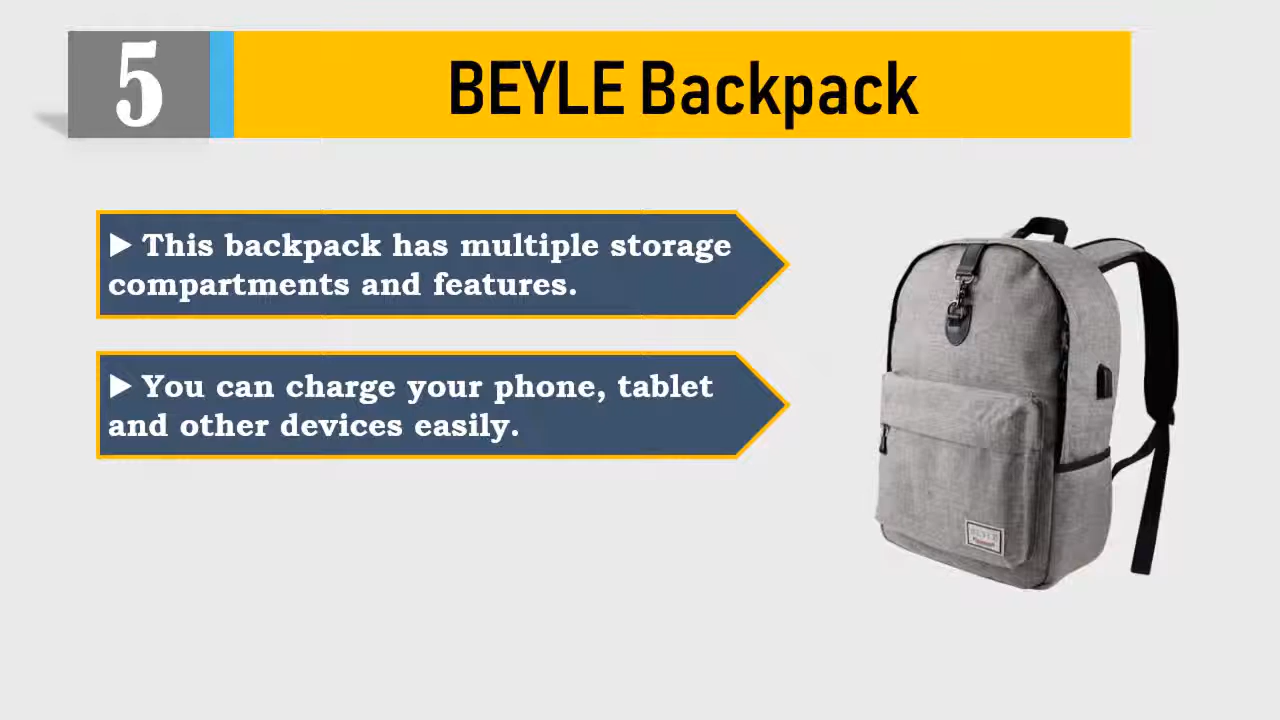 5
BEYLE Backpack
▶ This backpack has multiple storage
compartments and features.
▶ You can charge your phone, tablet
and other devices easily.